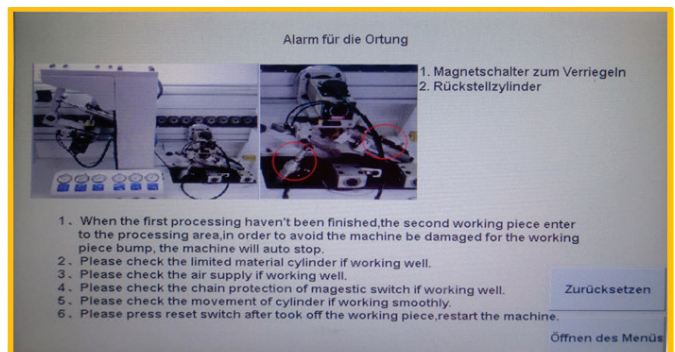 Alarm für die Ortung
1. Magnetschalter zum Verriegeln
2. Rückstellzylinder
1. When the first processing haven't been finished,the second working piece enter
to the processing area,in order to avoid the machine be damaged for the working
piece bump, the machine will auto stop.
2. Please check the limited material cylinder if working well.
3. Please check the air supply if working well.
4. Please check the chain protection of magestic switch if working well.
5. Please check the movement of cylinder if working smoothly.
6. Please press reset switch after took off the working piece,restart the machine.
Zurücksetzen
Öffnen des Menüs